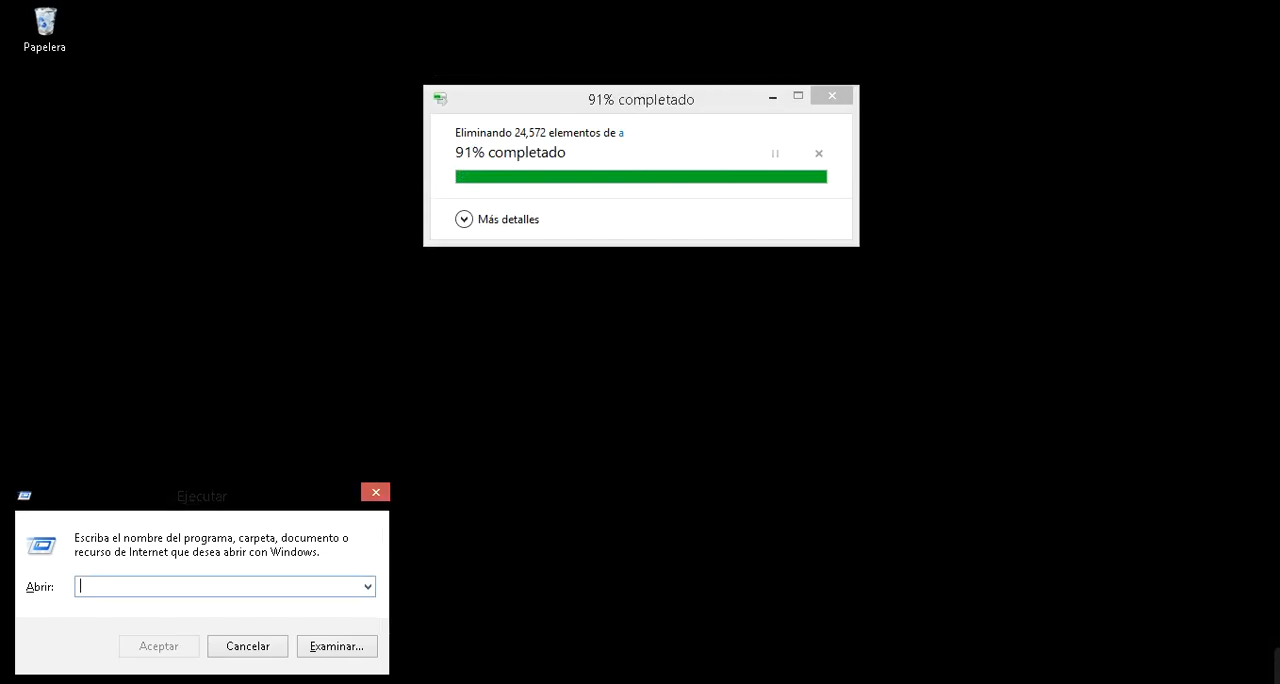 Papelera
91% completado
Eliminando 24,572 elementos de a
91% completado
Más detalles
Ejecutar
Escriba el nombre del programa, carpeta, documento o
recurso de Internet que desea abrir con Windows.
Abrir:
Aceptar Cancelar Examinar...